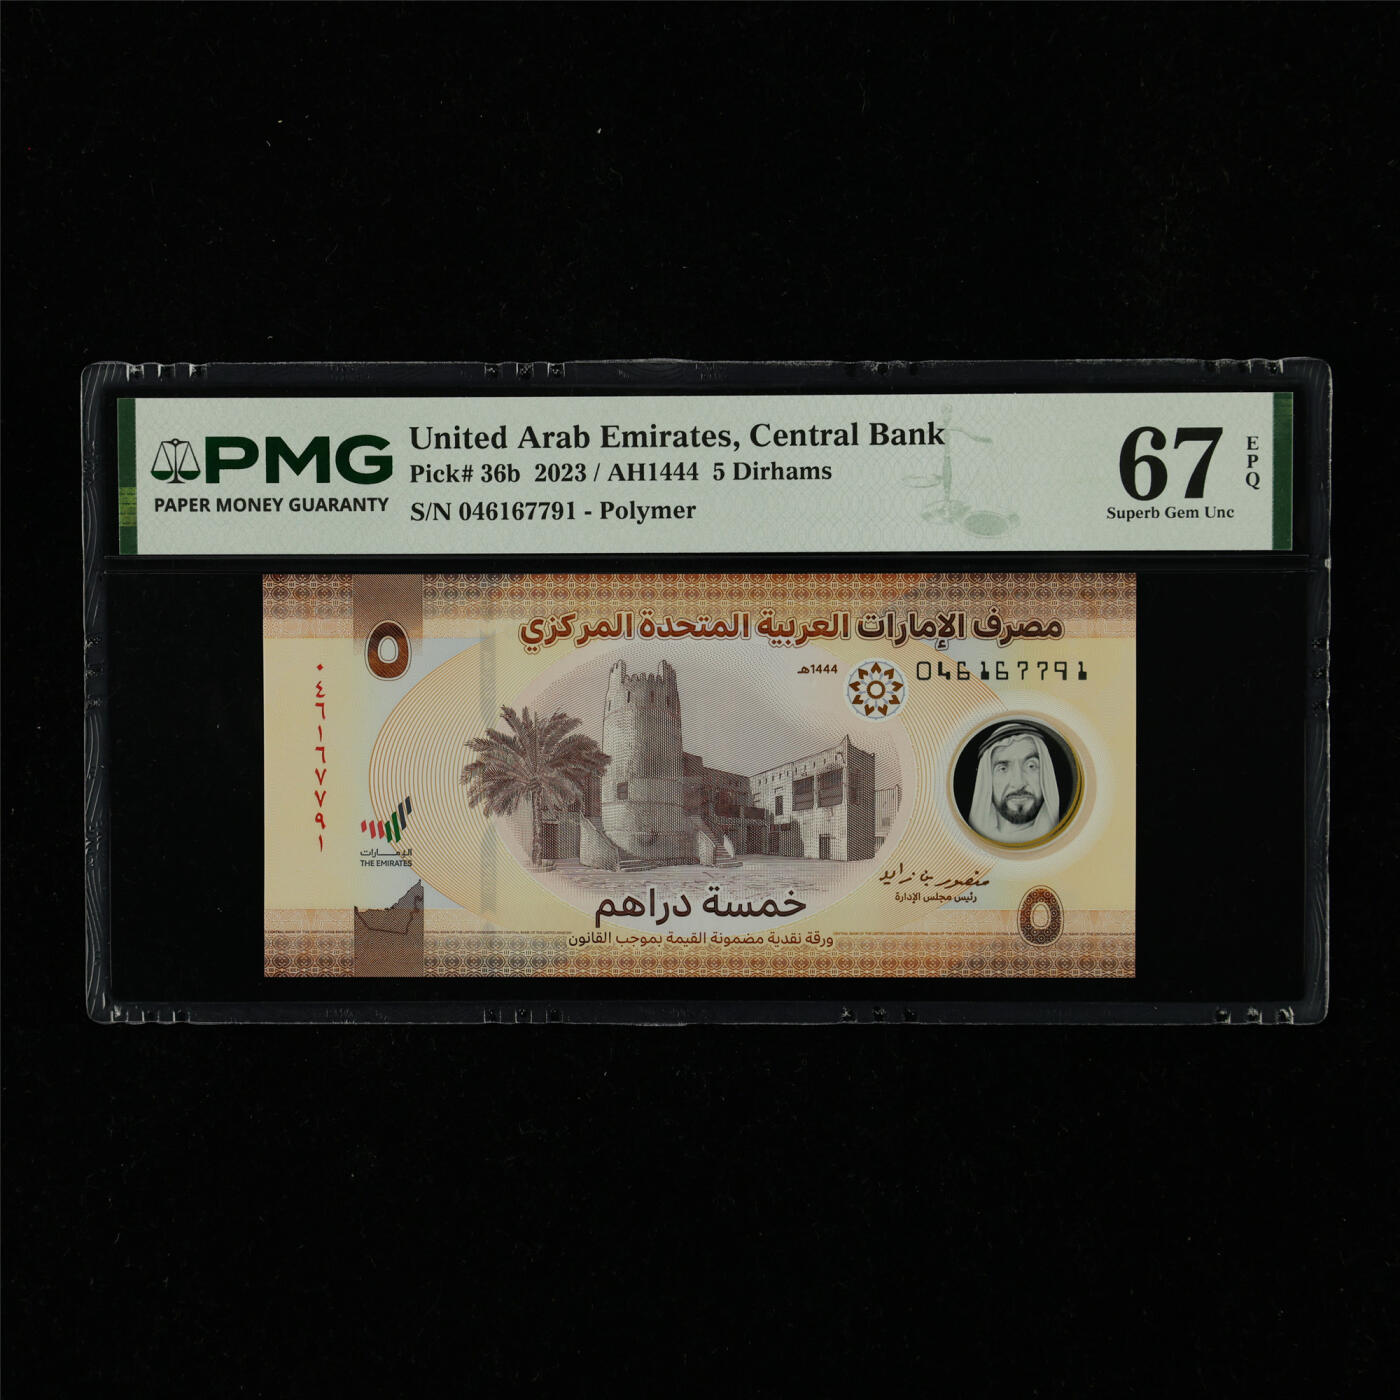 PMG
PAPER MONEY GUARANTY
United Arab Emirates, Central Bank
Pick# 36b 2023 / AH1444 5 Dirhams
S/N 046167791 - Polymer
67
EPQ
Superb Gem Unc
٥
مصرف الإمارات العربية المتحدة المركزي
1444هـ
046167791
٠٤٦١٦٧٧٩١
الإمارات
THE EMIRATES
منصور بن زايد
رئيس مجلس الإدارة
خمسة دراهم
٥
ورقة نقدية مضمونة القيمة بموجب القانون